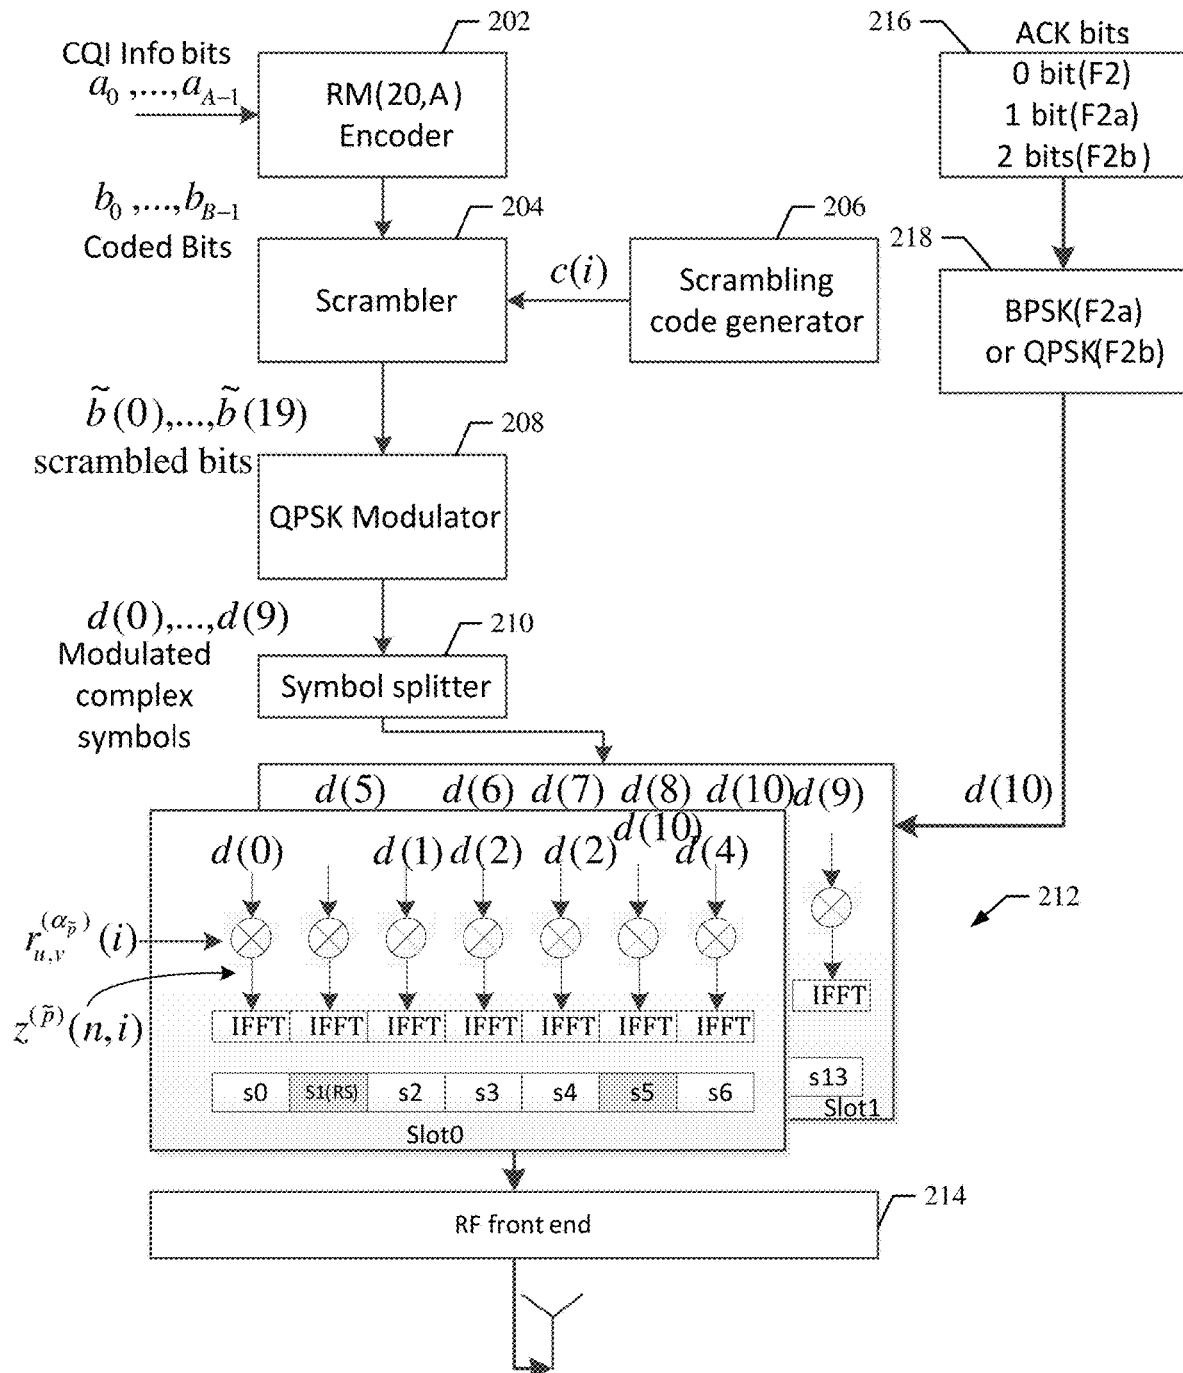 202
CQI Info bits
a₀ ,...,a_{A−1}
RM(20,A)
Encoder
216
ACK bits
0 bit(F2)
1 bit(F2a)
2 bits(F2b)
b₀ ,...,b_{B−1}
Coded Bits
204
Scrambler
c(i)
206
Scrambling
code generator
218
BPSK(F2a)
or QPSK(F2b)
b̃(0),...,b̃(19)
scrambled bits
208
QPSK Modulator
d(0),...,d(9)
Modulated
complex
symbols
210
Symbol splitter
d(5) d(6) d(7) d(8) d(10) d(9)
d(10)
d(10)
d(0) d(1) d(2) d(2) d(4)
212
r_{u,v}^{(α_{p̃})}(i)
z^{(p̃)}(n,i)
IFFT IFFT IFFT IFFT IFFT IFFT IFFT
IFFT
s0 S1(RS) s2 s3 s4 s5 s6
s13
Slot0
Slot1
RF front end
214